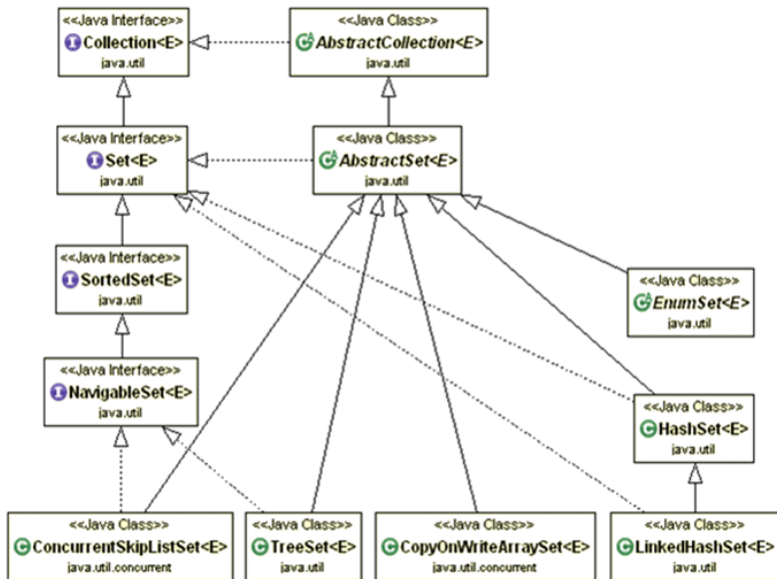 <<Java Interface>>
Collection<E>
java.util
<<Java Class>>
AbstractCollection<E>
java.util
<<Java Interface>>
Set<E>
java.util
<<Java Class>>
AbstractSet<E>
java.util
<<Java Interface>>
SortedSet<E>
java.util
<<Java Class>>
EnumSet<E>
java.util
<<Java Interface>>
NavigableSet<E>
java.util
<<Java Class>>
HashSet<E>
java.util
<<Java Class>>
ConcurrentSkipListSet<E>
java.util.concurrent
<<Java Class>>
TreeSet<E>
java.util
<<Java Class>>
CopyOnWriteArraySet<E>
java.util.concurrent
<<Java Class>>
LinkedHashSet<E>
java.util